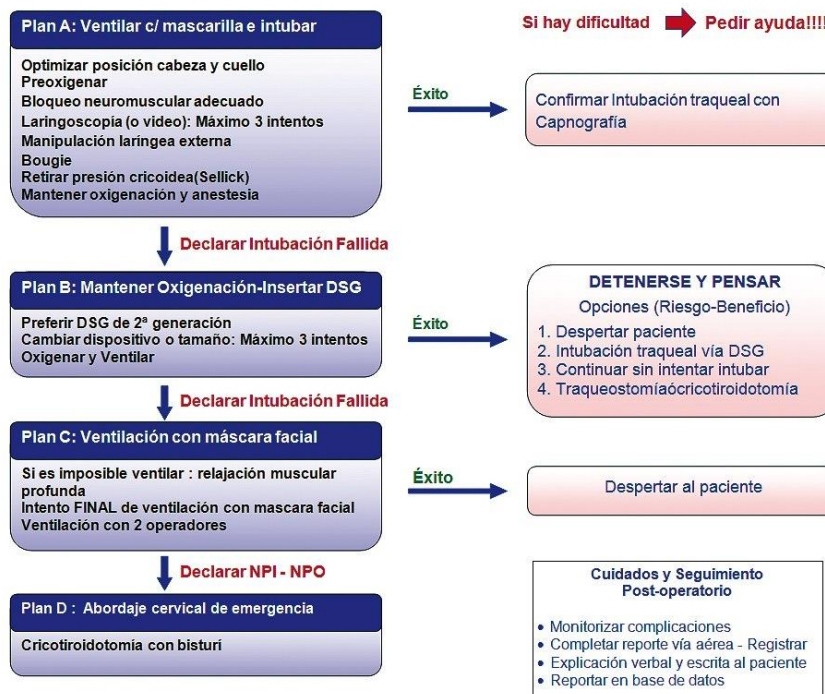 Plan A: Ventilar c/ mascarilla e intubar
Si hay dificultad
Pedir ayuda!!!!
Optimizar posición cabeza y cuello
Preoxigenar
Bloqueo neuromuscular adecuado
Laringoscopía (o video): Máximo 3 intentos
Manipulación laríngea externa
Bougie
Retirar presión cricoidea(Sellick)
Mantener oxigenación y anestesia
Éxito
Confirmar Intubación traqueal con
Capnografía
Declarar Intubación Fallida
Plan B: Mantener Oxigenación-Insertar DSG
Preferir DSG de 2ª generación
Cambiar dispositivo o tamaño: Máximo 3 intentos
Oxigenar y Ventilar
Éxito
DETENERSE Y PENSAR
Opciones (Riesgo-Beneficio)
1. Despertar paciente
2. Intubación traqueal vía DSG
3. Continuar sin intentar intubar
4. Traqueostomíaócricotiroidotomía
Declarar Intubación Fallida
Plan C: Ventilación con máscara facial
Si es imposible ventilar : relajación muscular
profunda
Intento FINAL de ventilación con mascara facial
Ventilación con 2 operadores
Éxito
Despertar al paciente
Declarar NPI - NPO
Plan D : Abordaje cervical de emergencia
Cricotiroidotomía con bisturí
Cuidados y Seguimiento
Post-operatorio
• Monitorizar complicaciones
• Completar reporte vía aérea - Registrar
• Explicación verbal y escrita al paciente
• Reportar en base de datos